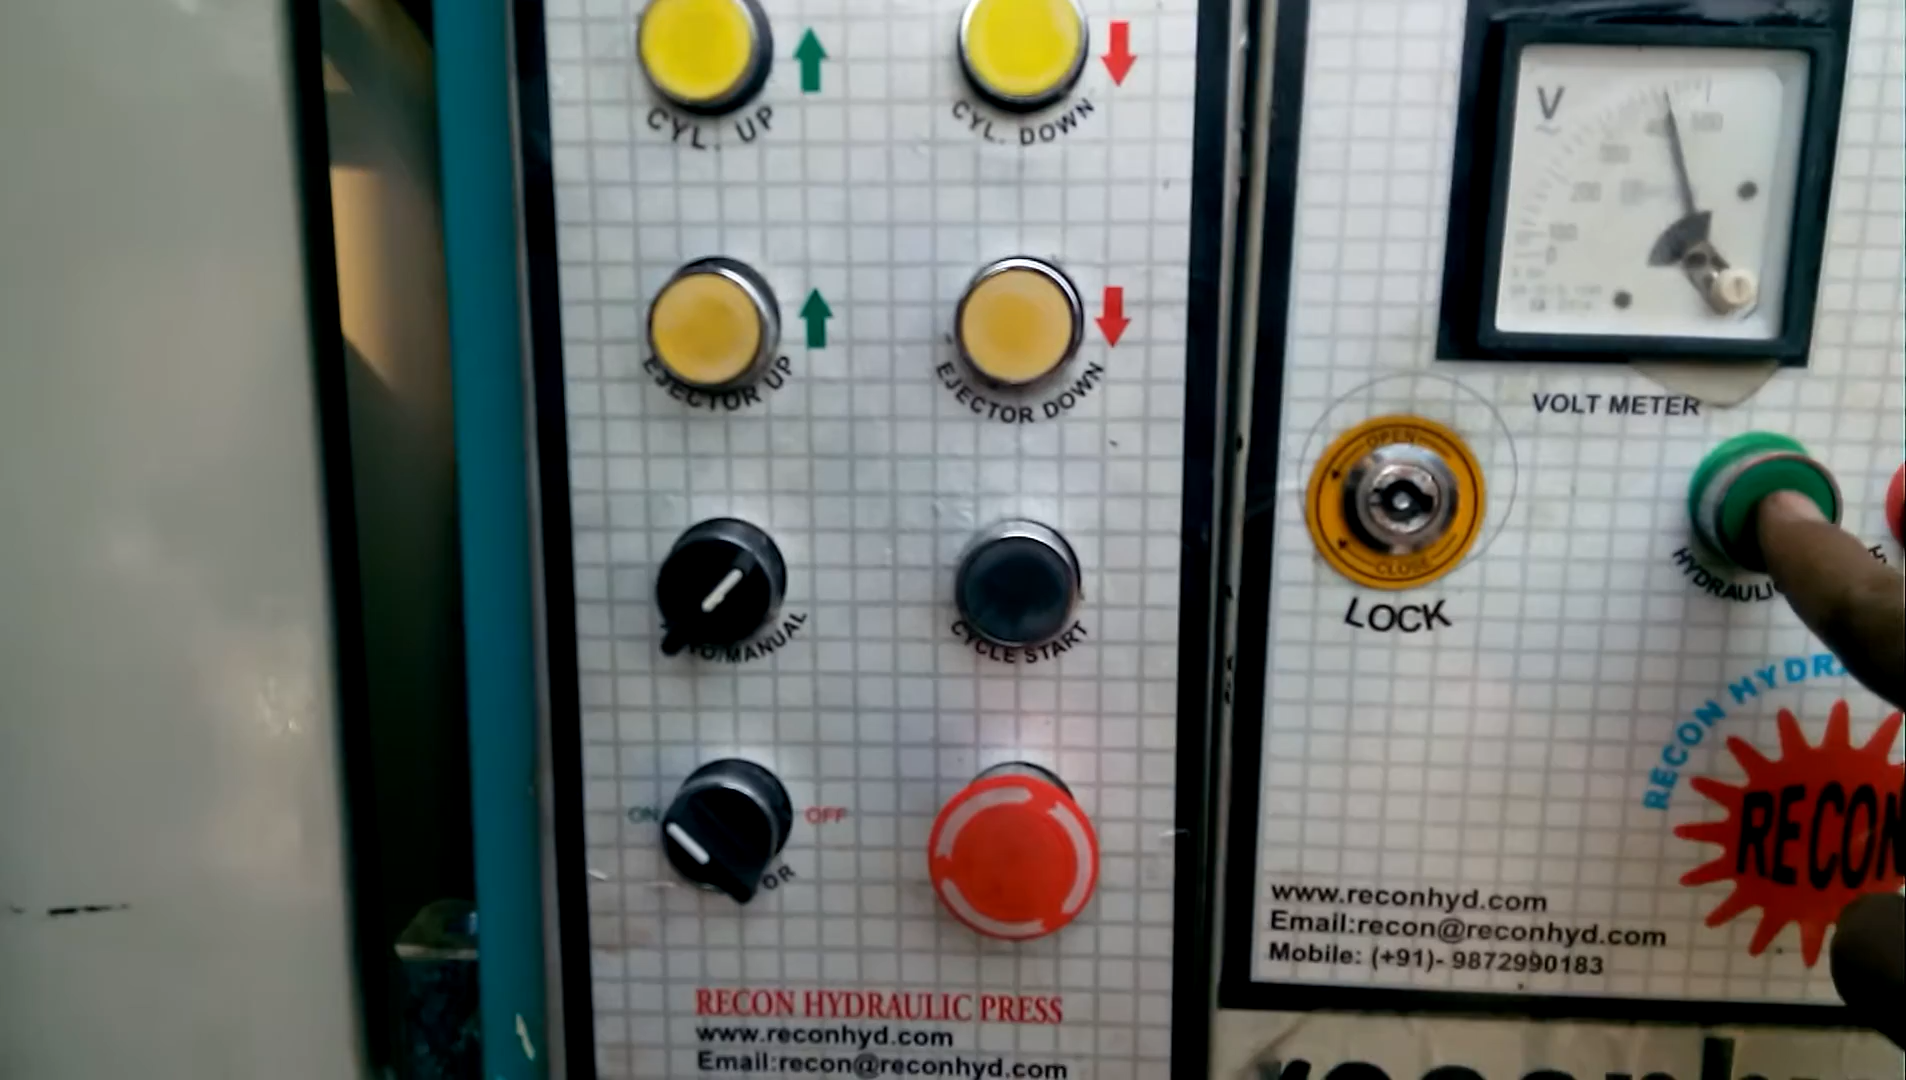 CYL. UP
CYL. DOWN
EJECTOR UP
EJECTOR DOWN
MANUAL
CYCLE START
ON
OFF
RECON HYDRAULIC PRESS
www.reconhyd.com
Email:recon@reconhyd.com
V
500
VOLT METER
OPEN
CLOSE
LOCK
RECON
RECON
www.reconhyd.com
Email:recon@reconhyd.com
Mobile: (+91)- 9872990183